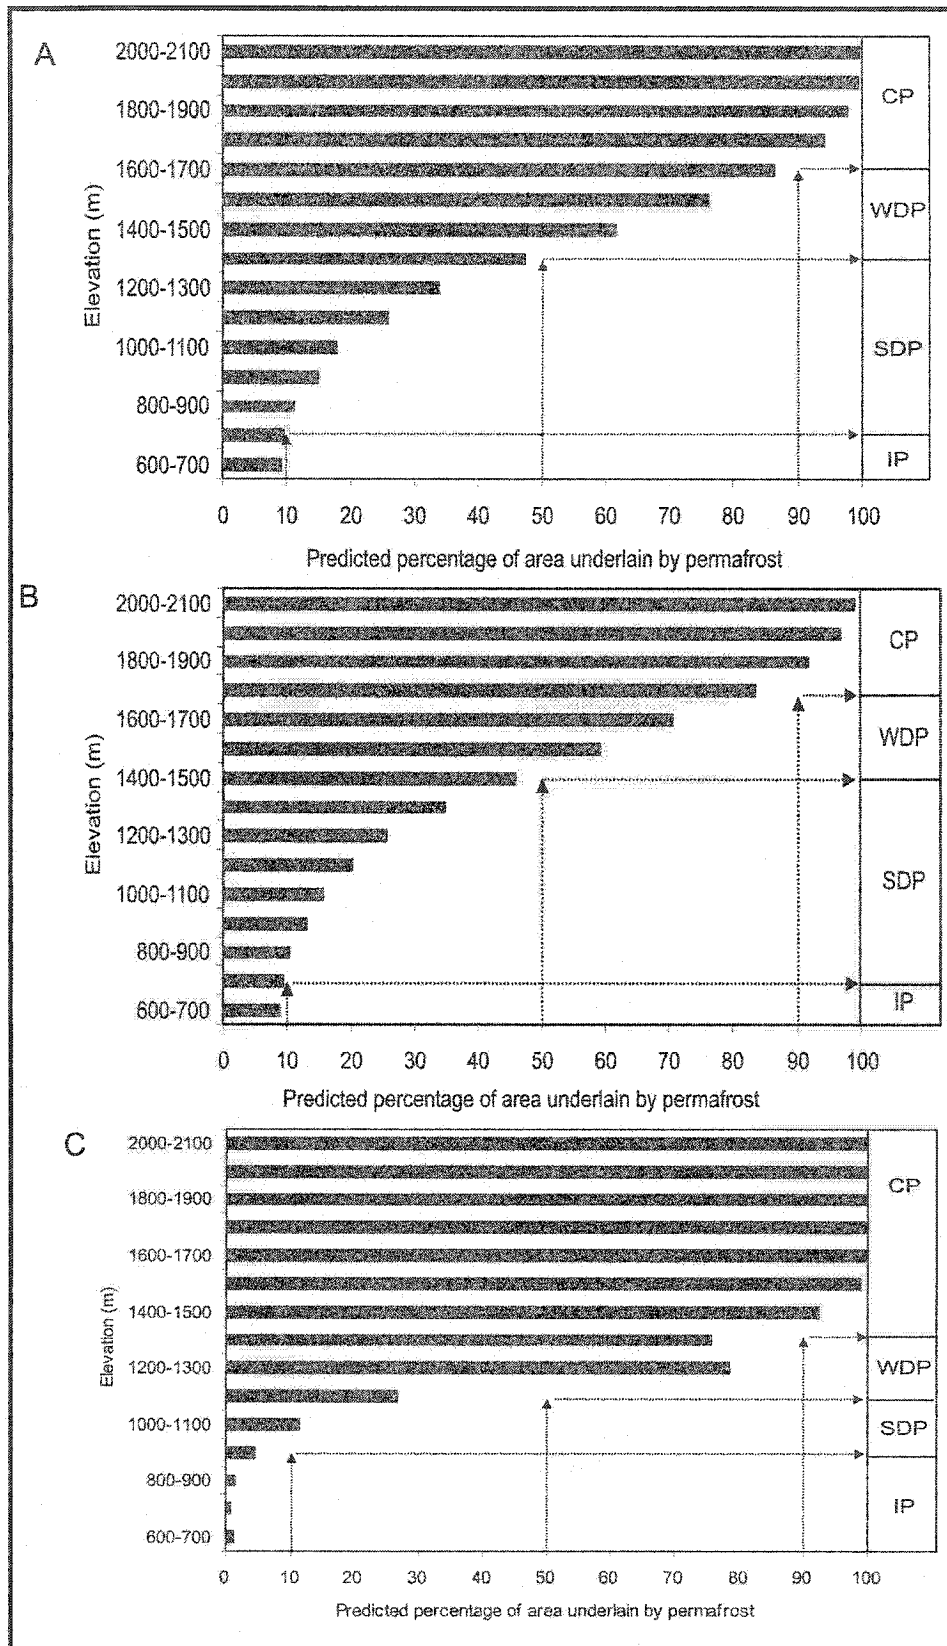 A
2000-2100
CP
1800-1900
1600-1700
WDP
1400-1500
1200-1300
SDP
1000-1100
800-900
IP
600-700
Elevation (m)
0 10 20 30 40 50 60 70 80 90 100
Predicted percentage of area underlain by permafrost
B
2000-2100
CP
1800-1900
1600-1700
WDP
1400-1500
1200-1300
SDP
1000-1100
800-900
IP
600-700
Elevation (m)
0 10 20 30 40 50 60 70 80 90 100
Predicted percentage of area underlain by permafrost
C
2000-2100
CP
1800-1900
1600-1700
1400-1500
WDP
1200-1300
SDP
1000-1100
800-900
IP
600-700
Elevation (m)
0 10 20 30 40 50 60 70 80 90 100
Predicted percentage of area underlain by permafrost